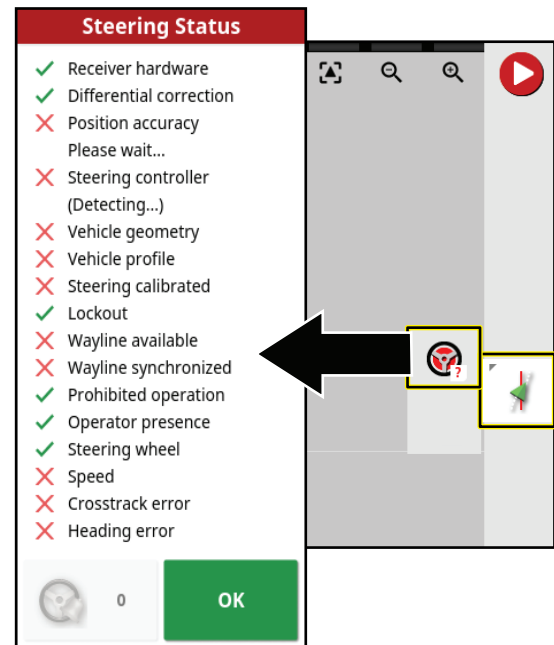 Steering Status
Receiver hardware
Differential correction
Position accuracy
Please wait...
Steering controller
(Detecting...)
Vehicle geometry
Vehicle profile
Steering calibrated
Lockout
Wayline available
Wayline synchronized
Prohibited operation
Operator presence
Steering wheel
Speed
Crosstrack error
Heading error
0
OK
?